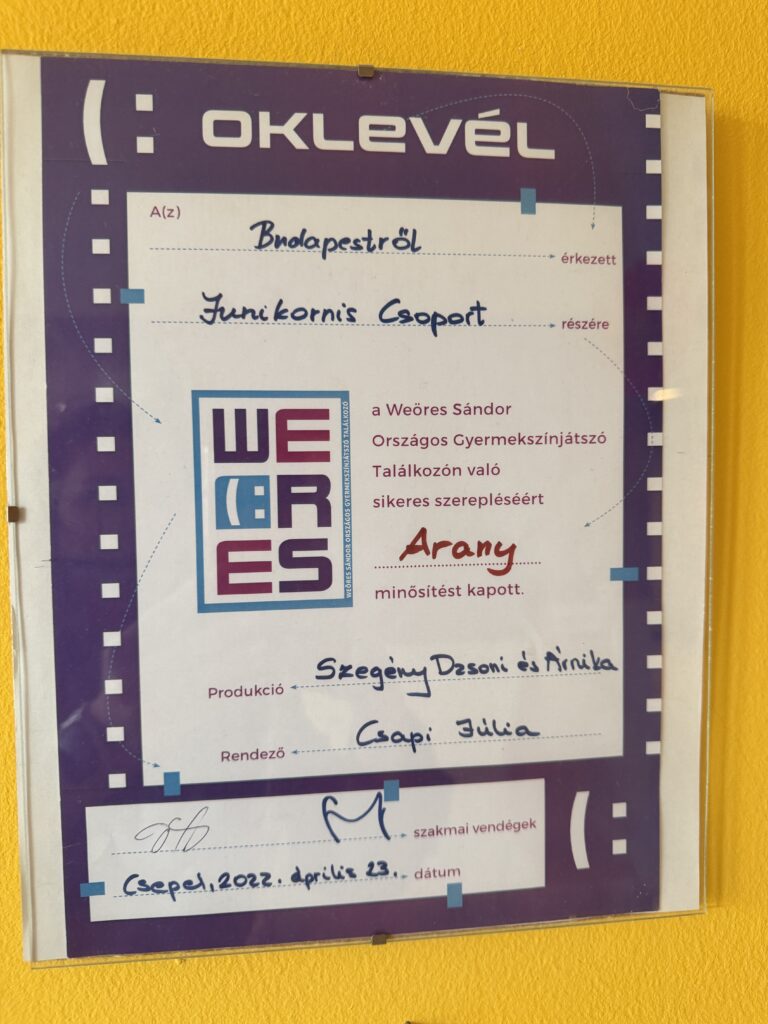 (: OKLEVÉL
A(z)
Budapestről érkezett
Junikornis Csoport részére
WE
(:R
ES
WEÖRES SÁNDOR ORSZÁGOS GYERMEKSZÍNJÁTSZÓ TALÁLKOZÓ
a Weöres Sándor
Országos Gyermekszínjátszó
Találkozón való
sikeres szerepléséért
Arany
minősítést kapott.
Produkció Szegény Dzsoni és Árnika
Rendező Csapi Júlia
szakmai vendégek
Csepel, 2022. április 23. dátum
(: